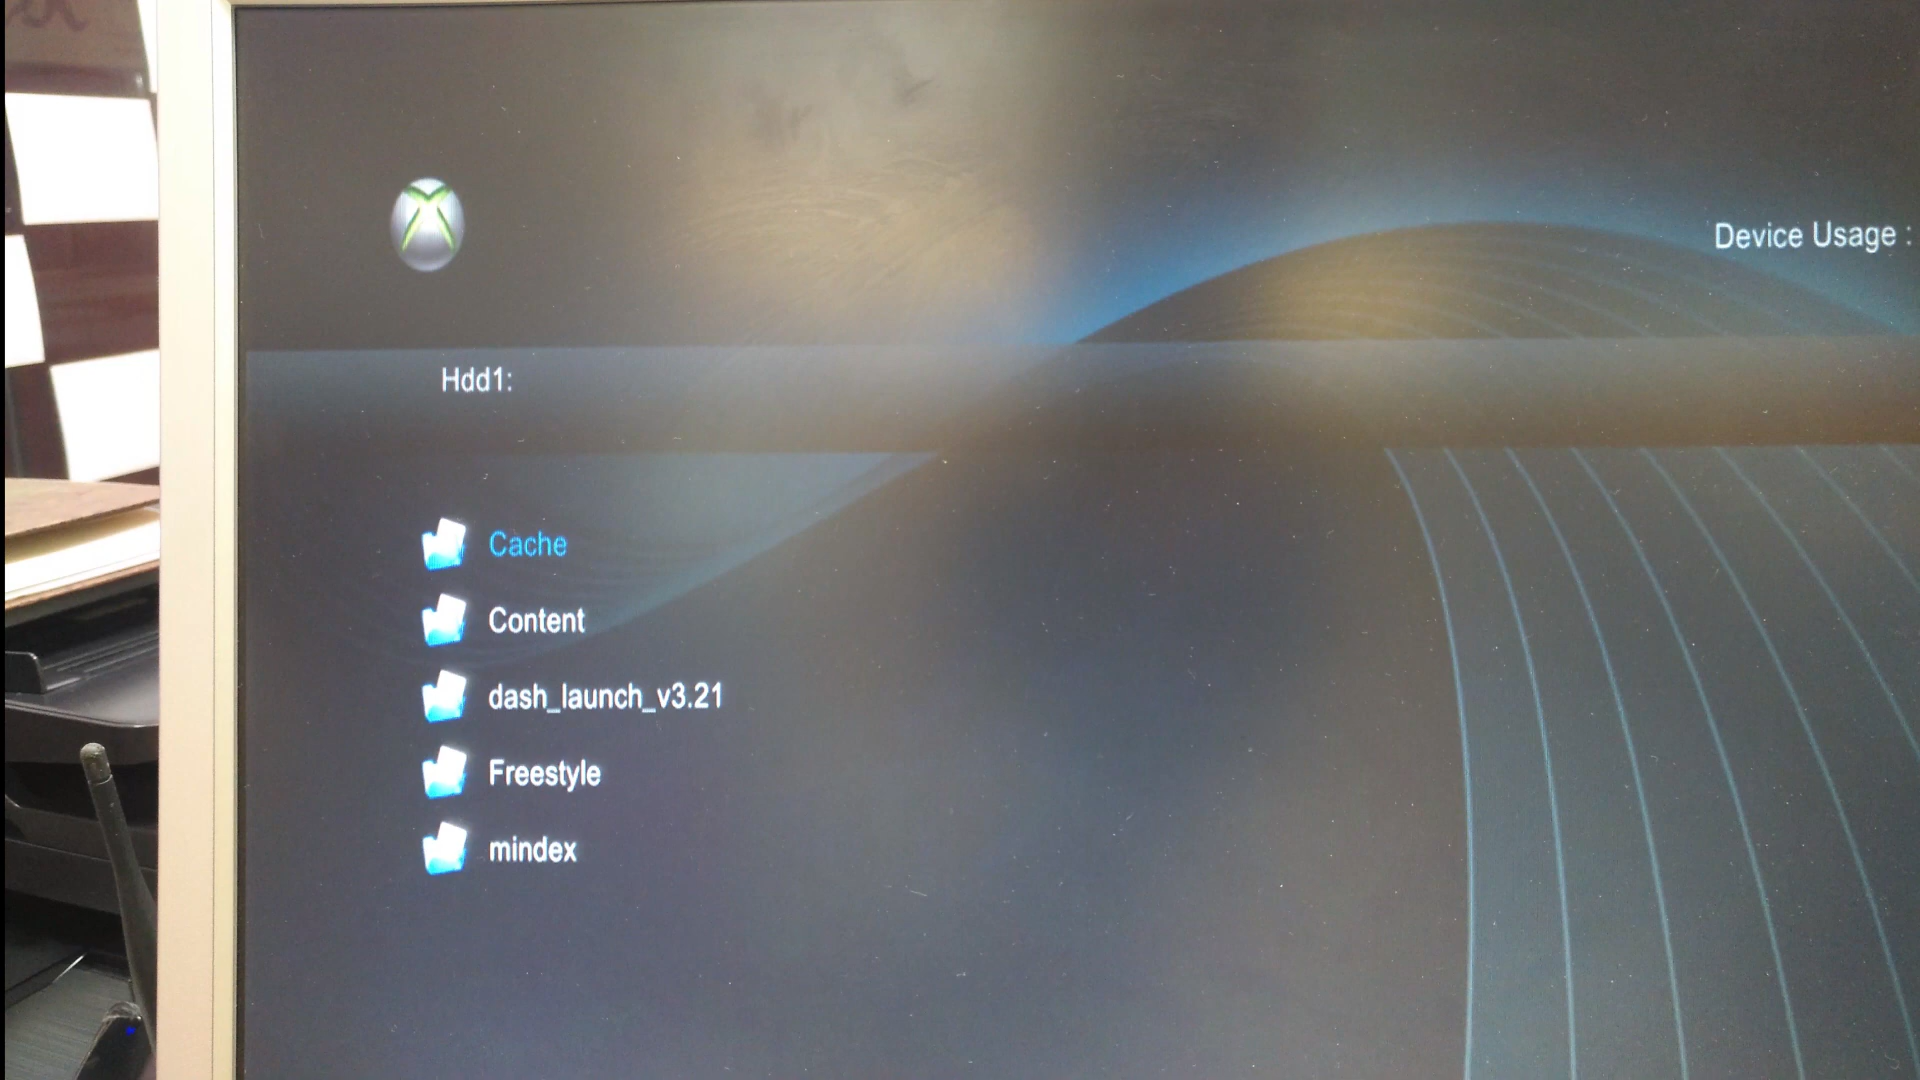 Device Usage :
Hdd1:
Cache
Content
dash_launch_v3.21
Freestyle
mindex